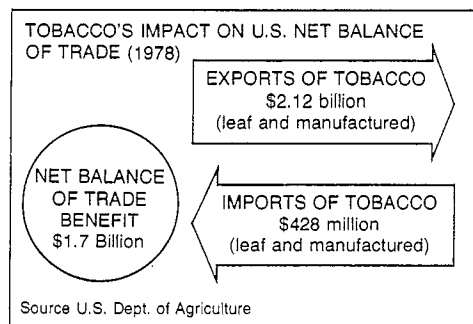 TOBACCO'S IMPACT ON U.S. NET BALANCE
OF TRADE (1978)
EXPORTS OF TOBACCO
$2.12 billion
(leaf and manufactured)
NET BALANCE
OF TRADE
BENEFIT
$1.7 Billion
IMPORTS OF TOBACCO
$428 million
(leaf and manufactured)
Source U.S. Dept. of Agriculture